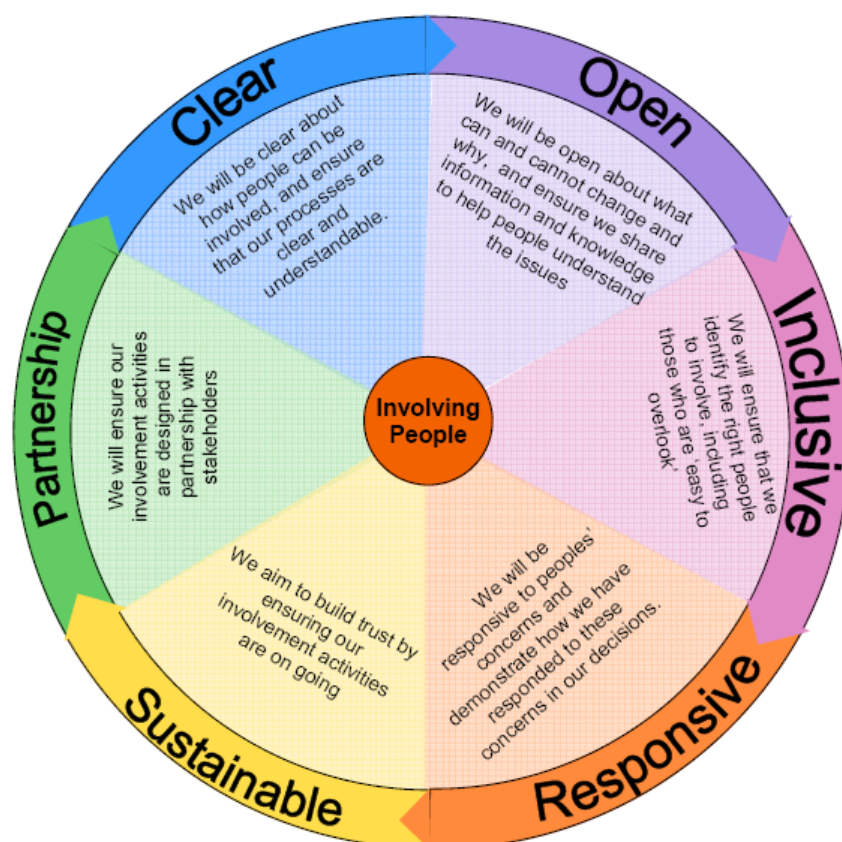 Clear
We will be clear about
how people can be
involved, and ensure
that our processes are
clear and
understandable.
Open
We will be open about what
can and cannot change and
why, and ensure we share
information and knowledge
to help people understand
the issues
Inclusive
We will ensure that we
identify the right people
to involve, including
those who are ‘easy to
overlook’
Responsive
We will be
responsive to peoples’
concerns and
demonstrate how we have
responded to these
concerns in our decisions.
Sustainable
We aim to build trust by
ensuring our
involvement activities
are on going
Partnership
We will ensure our
involvement activities
are designed in
partnership with
stakeholders
Involving
People